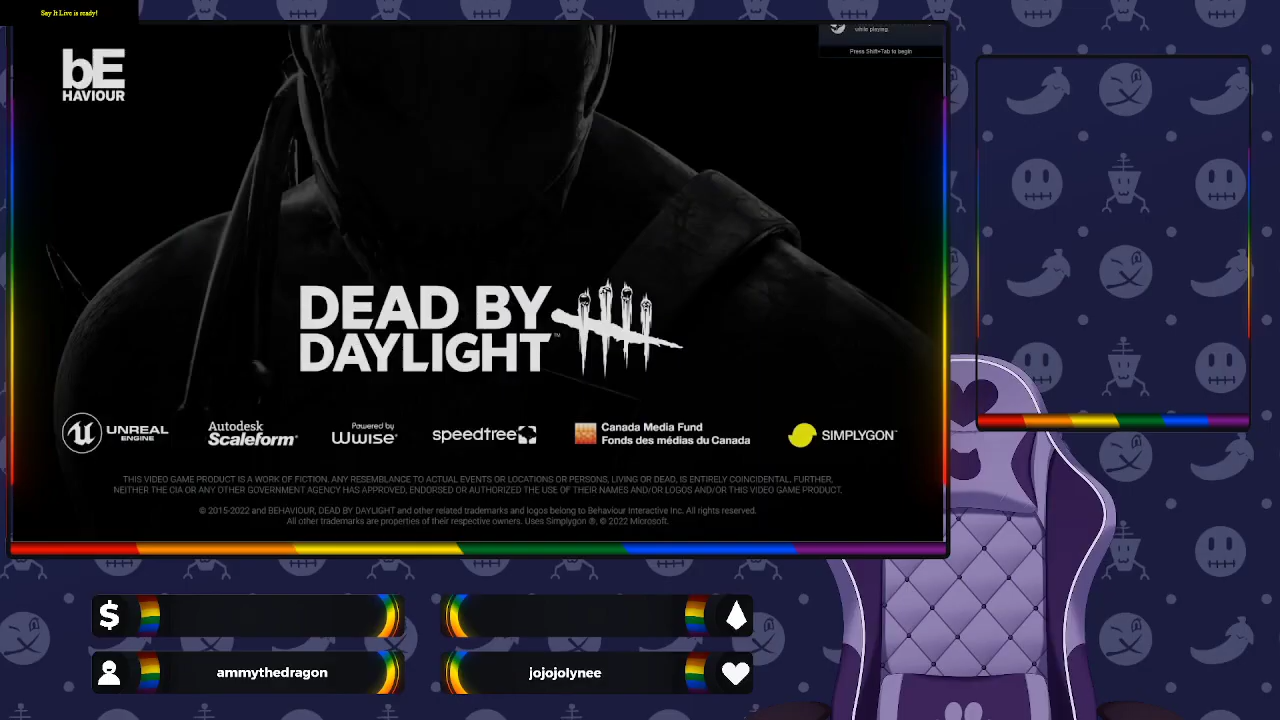 Say It Live is ready!
while playing.
Press Shift+Tab to begin
bE
HAVIOUR
DEAD BY
DAYLIGHT™
UNREAL
ENGINE
Autodesk
Scaleform®
Powered by
Wwise®
speedtree
Canada Media Fund
Fonds des médias du Canada
SIMPLYGON™
THIS VIDEO GAME PRODUCT IS A WORK OF FICTION. ANY RESEMBLANCE TO ACTUAL EVENTS OR LOCATIONS OR PERSONS, LIVING OR DEAD, IS ENTIRELY COINCIDENTAL. FURTHER,
NEITHER THE CIA OR ANY OTHER GOVERNMENT AGENCY HAS APPROVED, ENDORSED OR AUTHORIZED THE USE OF THEIR NAMES AND/OR LOGOS AND/OR THIS VIDEO GAME PRODUCT.
© 2015-2022 and BEHAVIOUR, DEAD BY DAYLIGHT and other related trademarks and logos belong to Behaviour Interactive Inc. All rights reserved.
All other trademarks are properties of their respective owners. Uses Simplygon ®, © 2022 Microsoft.
$
ammythedragon
jojojolynee